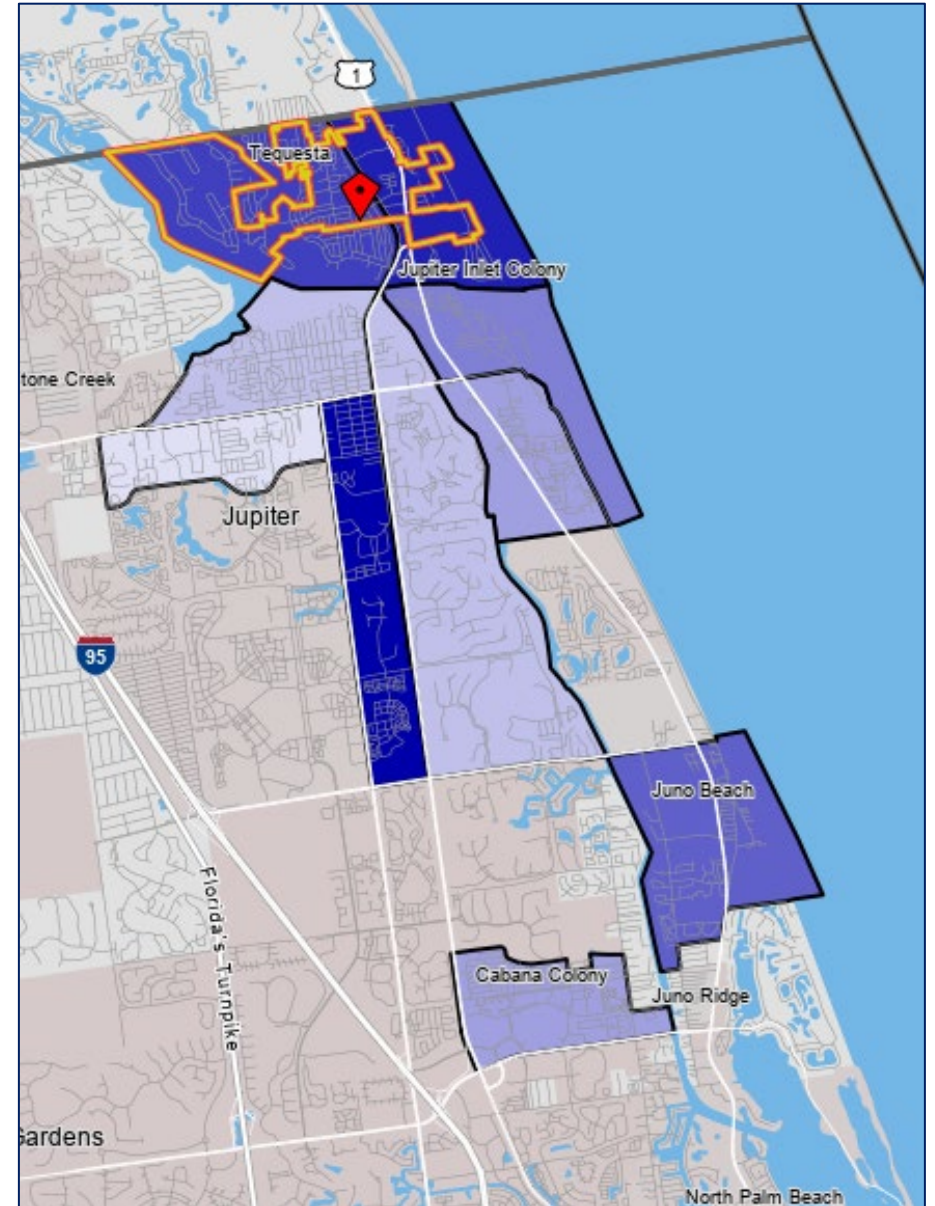 1
Tequesta
Jupiter Inlet Colony
tone Creek
Jupiter
95
Juno Beach
Florida's Turnpike
Cabana Colony
Juno Ridge
Gardens
North Palm Beach